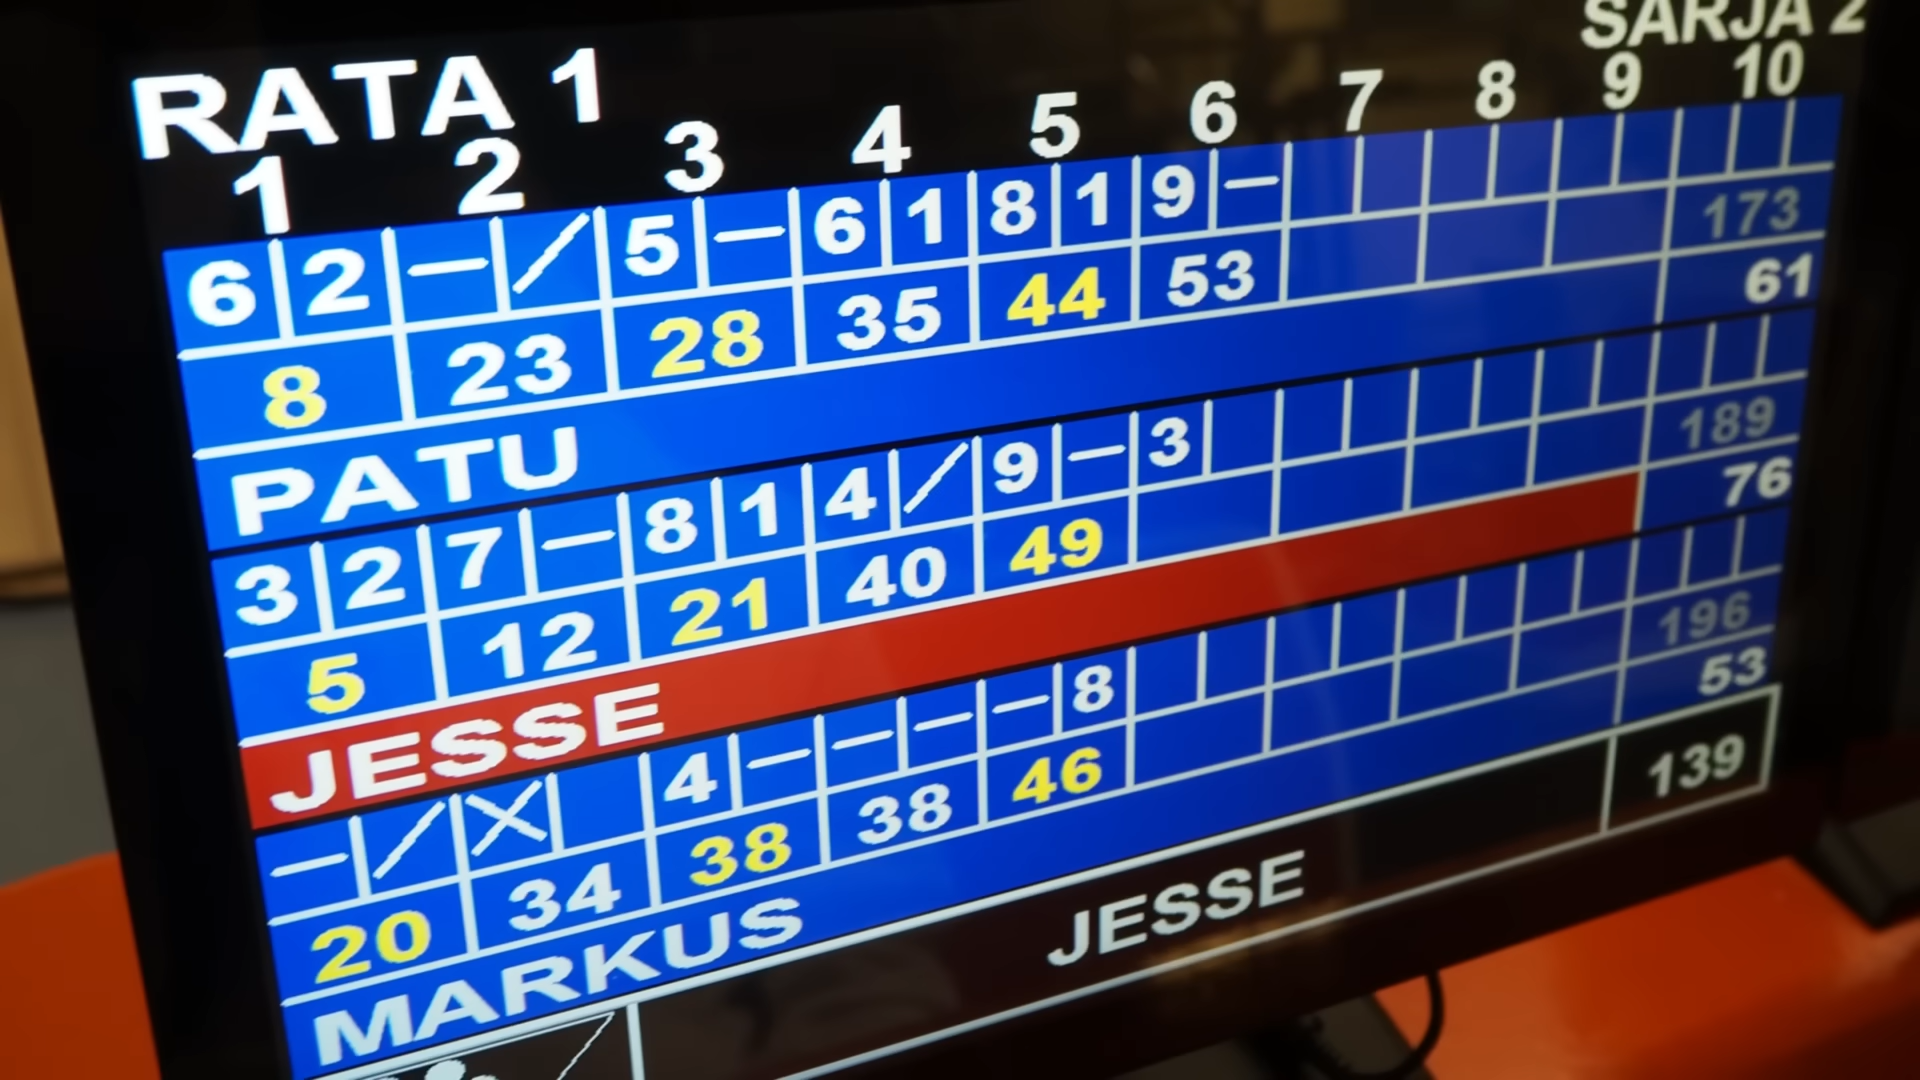 SARJA 2
RATA 1
1 2 3 4 5 6 7 8 9 10
6 2 — / 5 — 6 1 8 1 9 —
8 23 28 35 44 53 173
PATU 61
3 2 7 — 8 1 4 / 9 — 3
5 12 21 40 49 189
JESSE 76
— / X 4 — — — — 8
20 34 38 38 46 196
MARKUS 53
JESSE 139